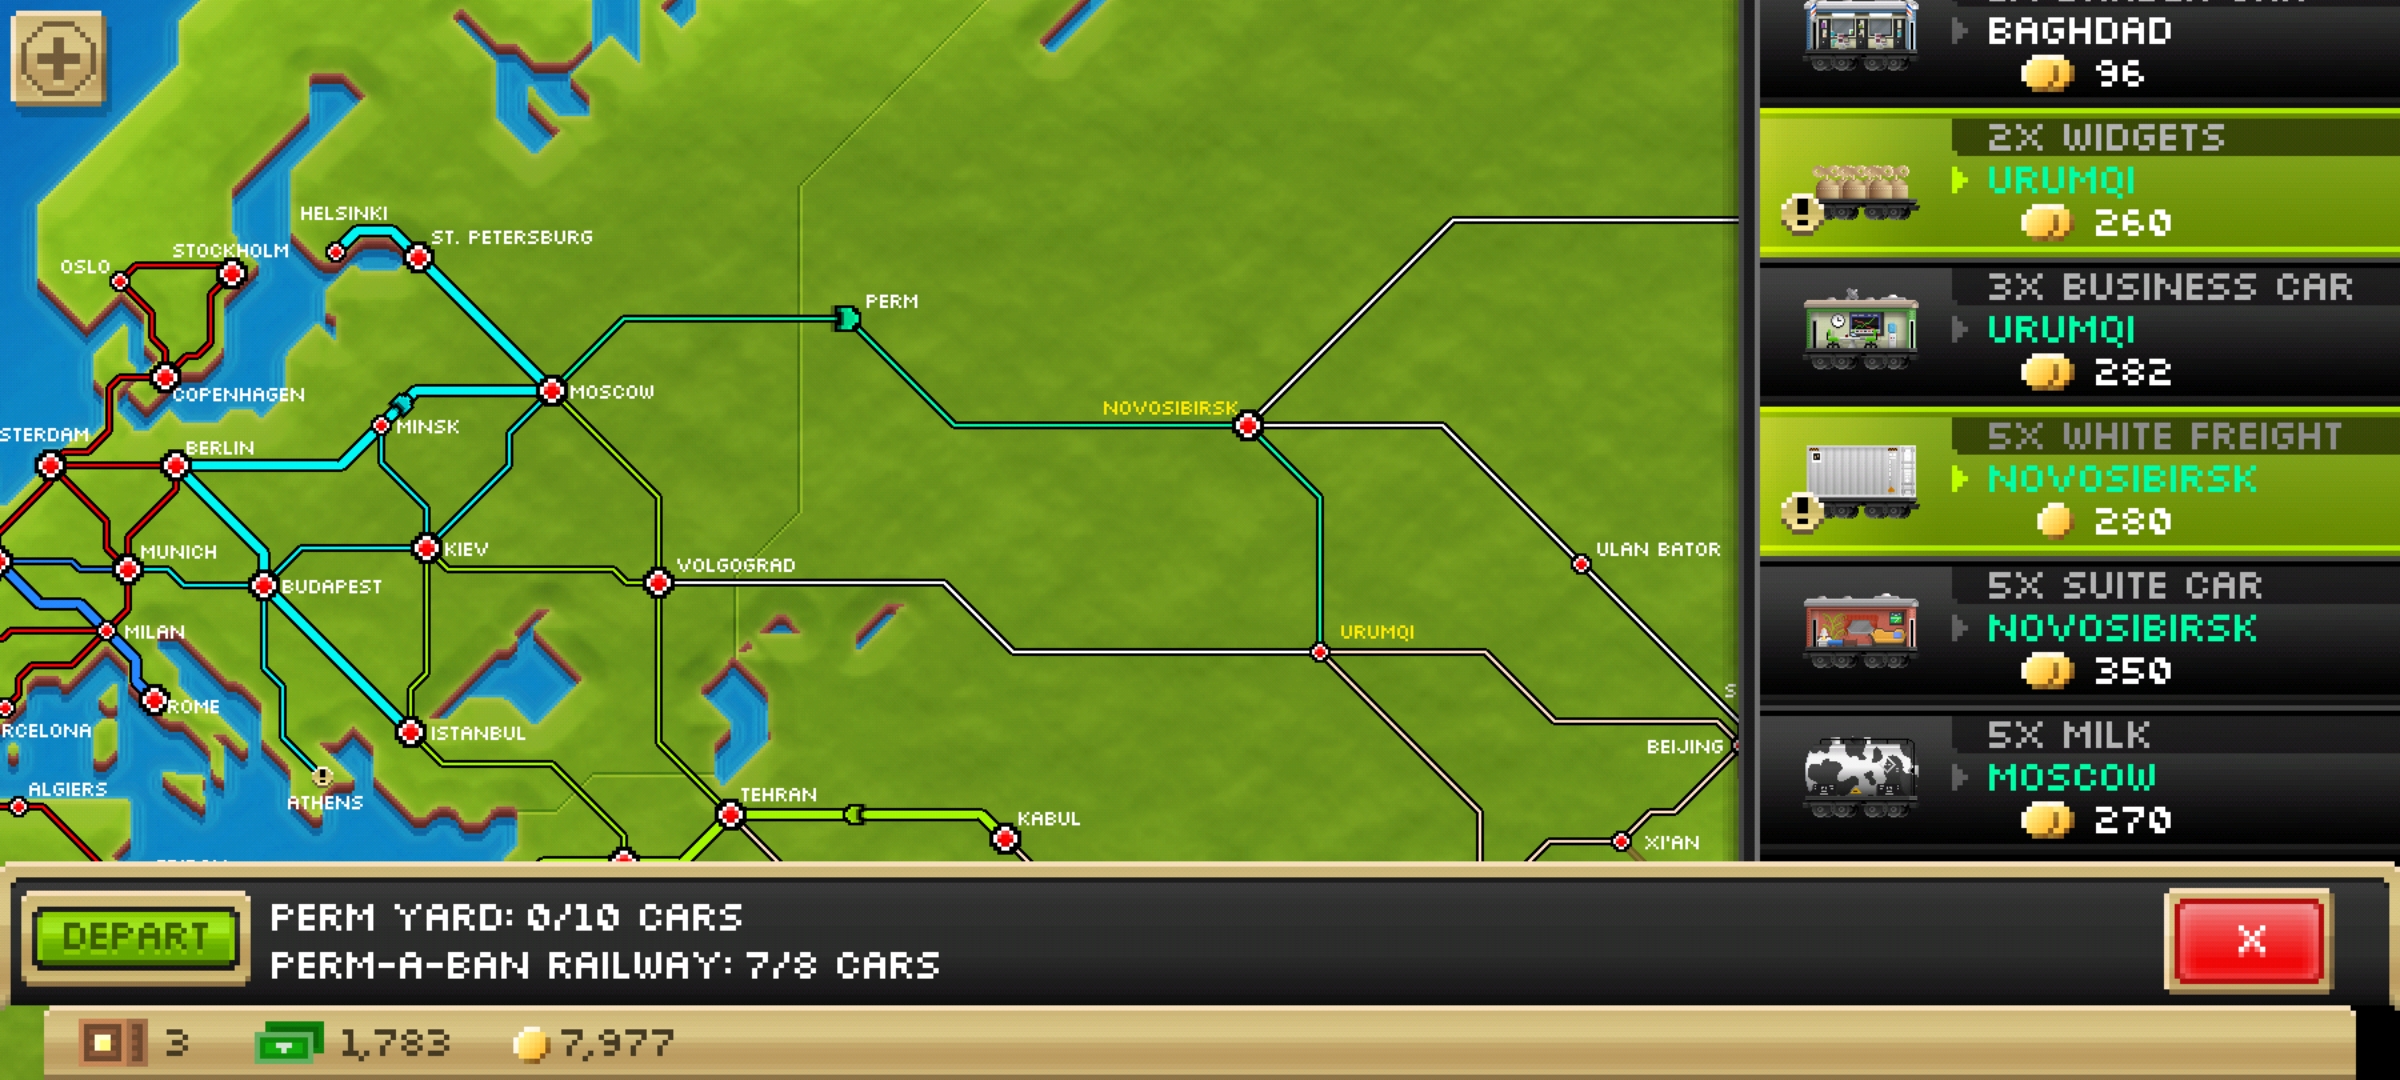 HELSINKI
ST. PETERSBURG
STOCKHOLM
OSLO
PERM
MOSCOW
COPENHAGEN
NOVOSIBIRSK
MINSK
STERDAM
BERLIN
MUNICH
KIEV
ULAN BATOR
BUDAPEST
VOLGOGRAD
MILAN
URUMQI
S
ROME
RCELONA
ISTANBUL
BEIJING
ALGIERS
ATHENS
TEHRAN
KABUL
XI'AN
BAGHDAD
96
2X WIDGETS
URUMQI
260
3X BUSINESS CAR
URUMQI
282
5X WHITE FREIGHT
NOVOSIBIRSK
280
5X SUITE CAR
NOVOSIBIRSK
350
5X MILK
MOSCOW
270
DEPART
PERM YARD: 0/10 CARS
PERM-A-BAN RAILWAY: 7/8 CARS
X
3
1,783
7,977